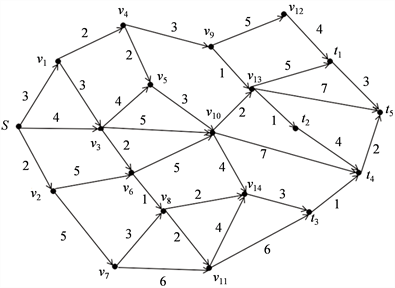 v₄ 3 v₉ 5 v₁₂
2 2 4
v₁ v₅ 1 v₁₃ 5 t₁
3 3 4 3 7 3
S 4 v₃ 5 v₁₀ 2 1 t₂ t₅
2 2 5 4 7 4 2
5 v₆ t₄
v₂ 1 v₈ 2 v₁₄ 3 1
5 3 2 4 t₃
v₇ 6 v₁₁ 6